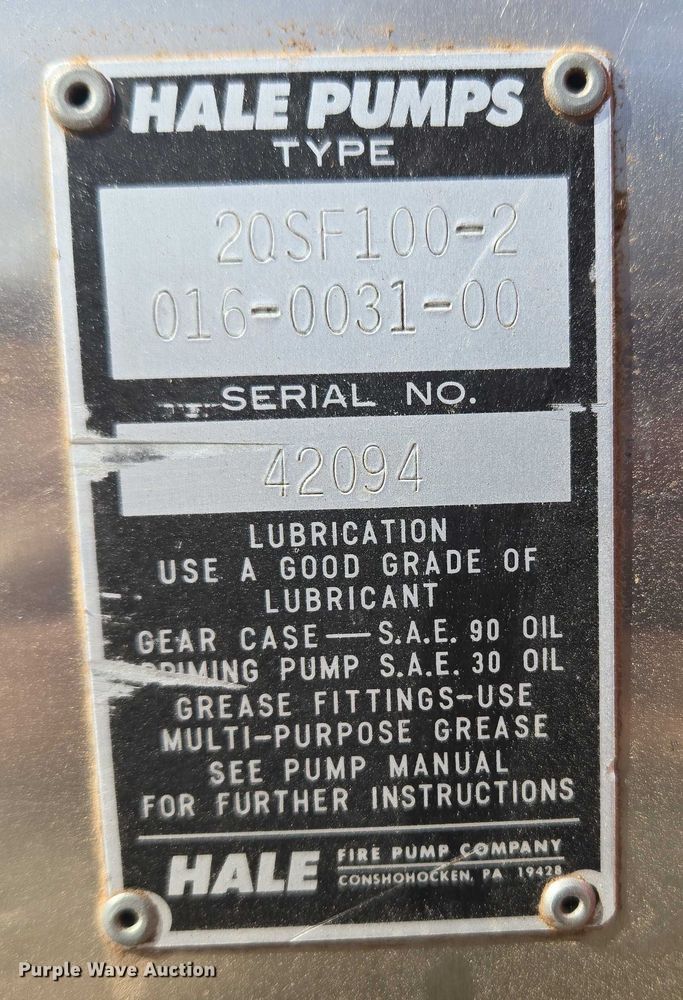 HALE PUMPS
TYPE
2QSF100-2
016-0031-00
SERIAL NO.
42094
LUBRICATION
USE A GOOD GRADE OF
LUBRICANT
GEAR CASE — S.A.E. 90 OIL
PRIMING PUMP S.A.E. 30 OIL
GREASE FITTINGS-USE
MULTI-PURPOSE GREASE
SEE PUMP MANUAL
FOR FURTHER INSTRUCTIONS
HALE FIRE PUMP COMPANY
CONSHOHOCKEN, PA 19428
Purple Wave Auction